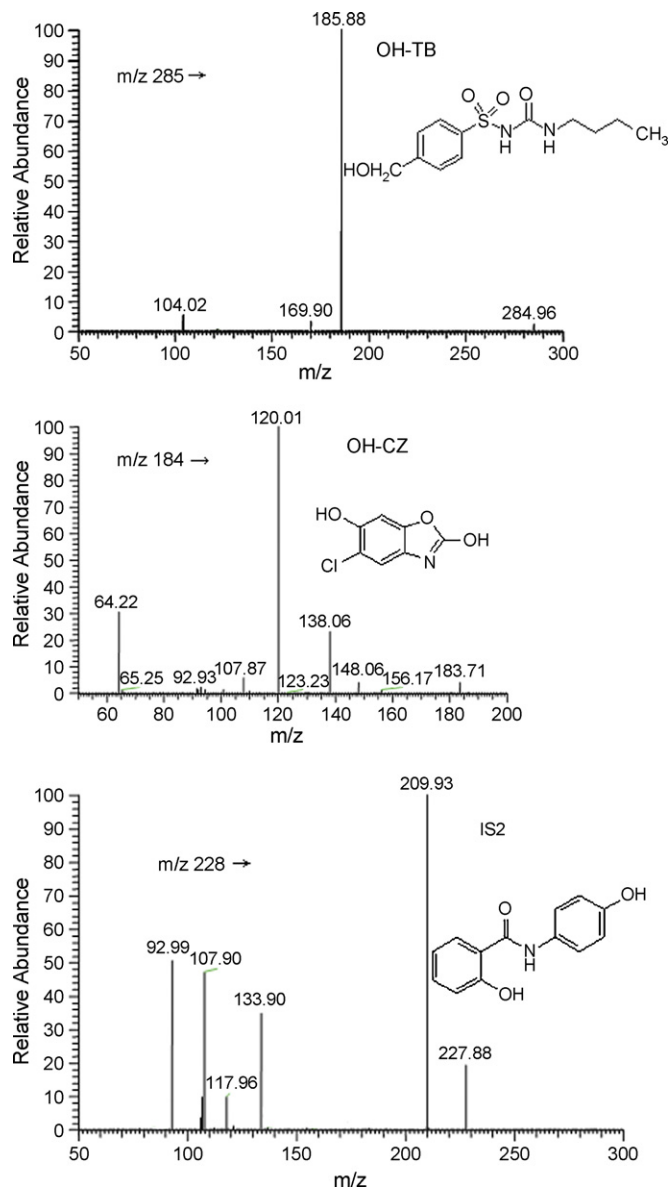 185.88
OH-TB
m/z 285 →
Relative Abundance
100
90
80
70
60
50
40
30
20
10
0
O O O
S
N
H
N
H
CH3
HOH2C
104.02
169.90
284.96
50 100 150 200 250 300
m/z
120.01
OH-CZ
m/z 184 →
Relative Abundance
100
90
80
70
60
50
40
30
20
10
0
HO
O
OH
Cl
N
64.22
65.25
92.93
107.87
123.23
138.06
148.06
156.17
183.71
60 80 100 120 140 160 180 200
m/z
209.93
IS2
m/z 228 →
Relative Abundance
100
90
80
70
60
50
40
30
20
10
0
OH
O
N
H
OH
92.99
107.90
117.96
133.90
227.88
50 100 150 200 250 300
m/z